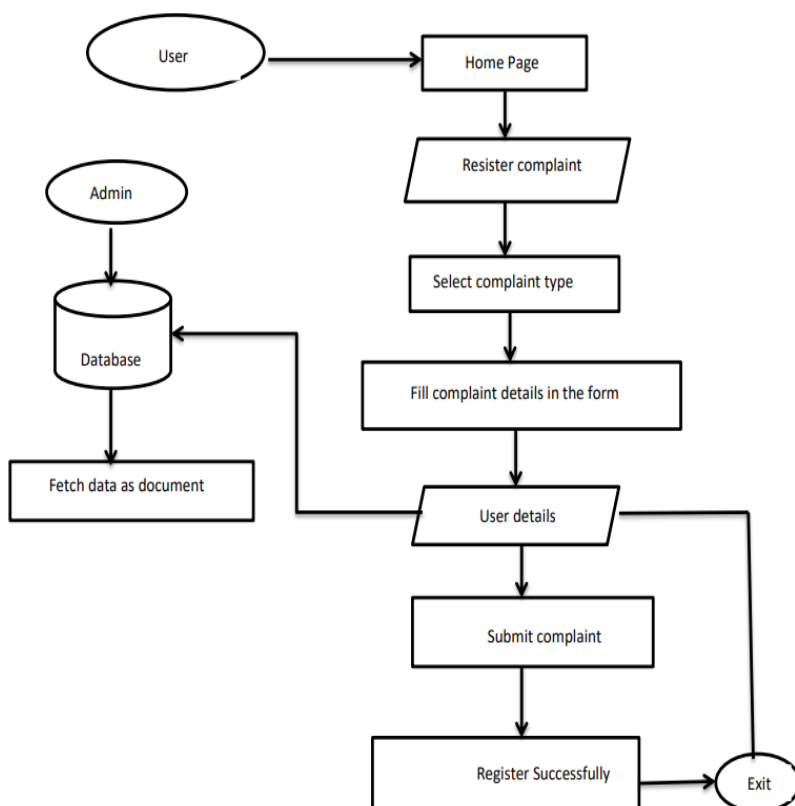 User
Home Page
Resister complaint
Admin
Select complaint type
Database
Fill complaint details in the form
Fetch data as document
User details
Submit complaint
Register Successfully
Exit